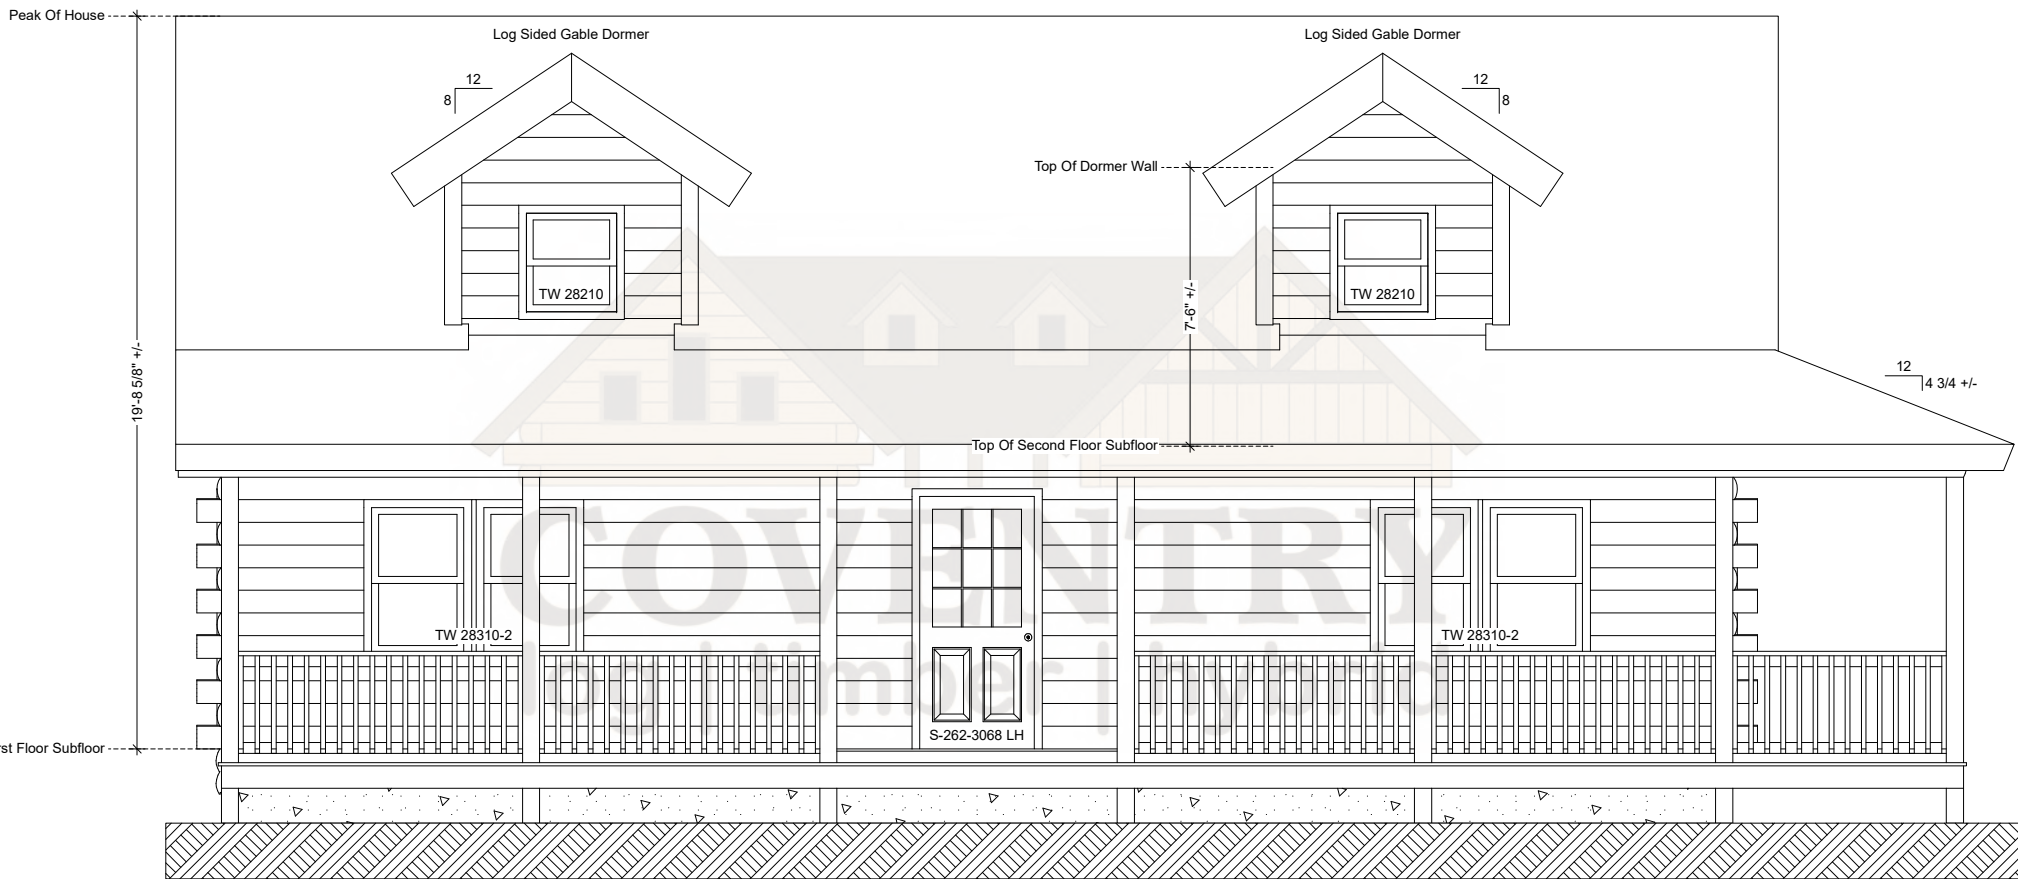 Peak Of House
Log Sided Gable Dormer
Log Sided Gable Dormer
12
8
12
8
Top Of Dormer Wall
TW 28210
TW 28210
7'-6" +/-
19'-8 5/8" +/-
12
4 3/4 +/-
Top Of Second Floor Subfloor
COVENTRY
TW 28310-2
TW 28310-2
log | timber | hybrid
S-262-3068 LH
rst Floor Subfloor